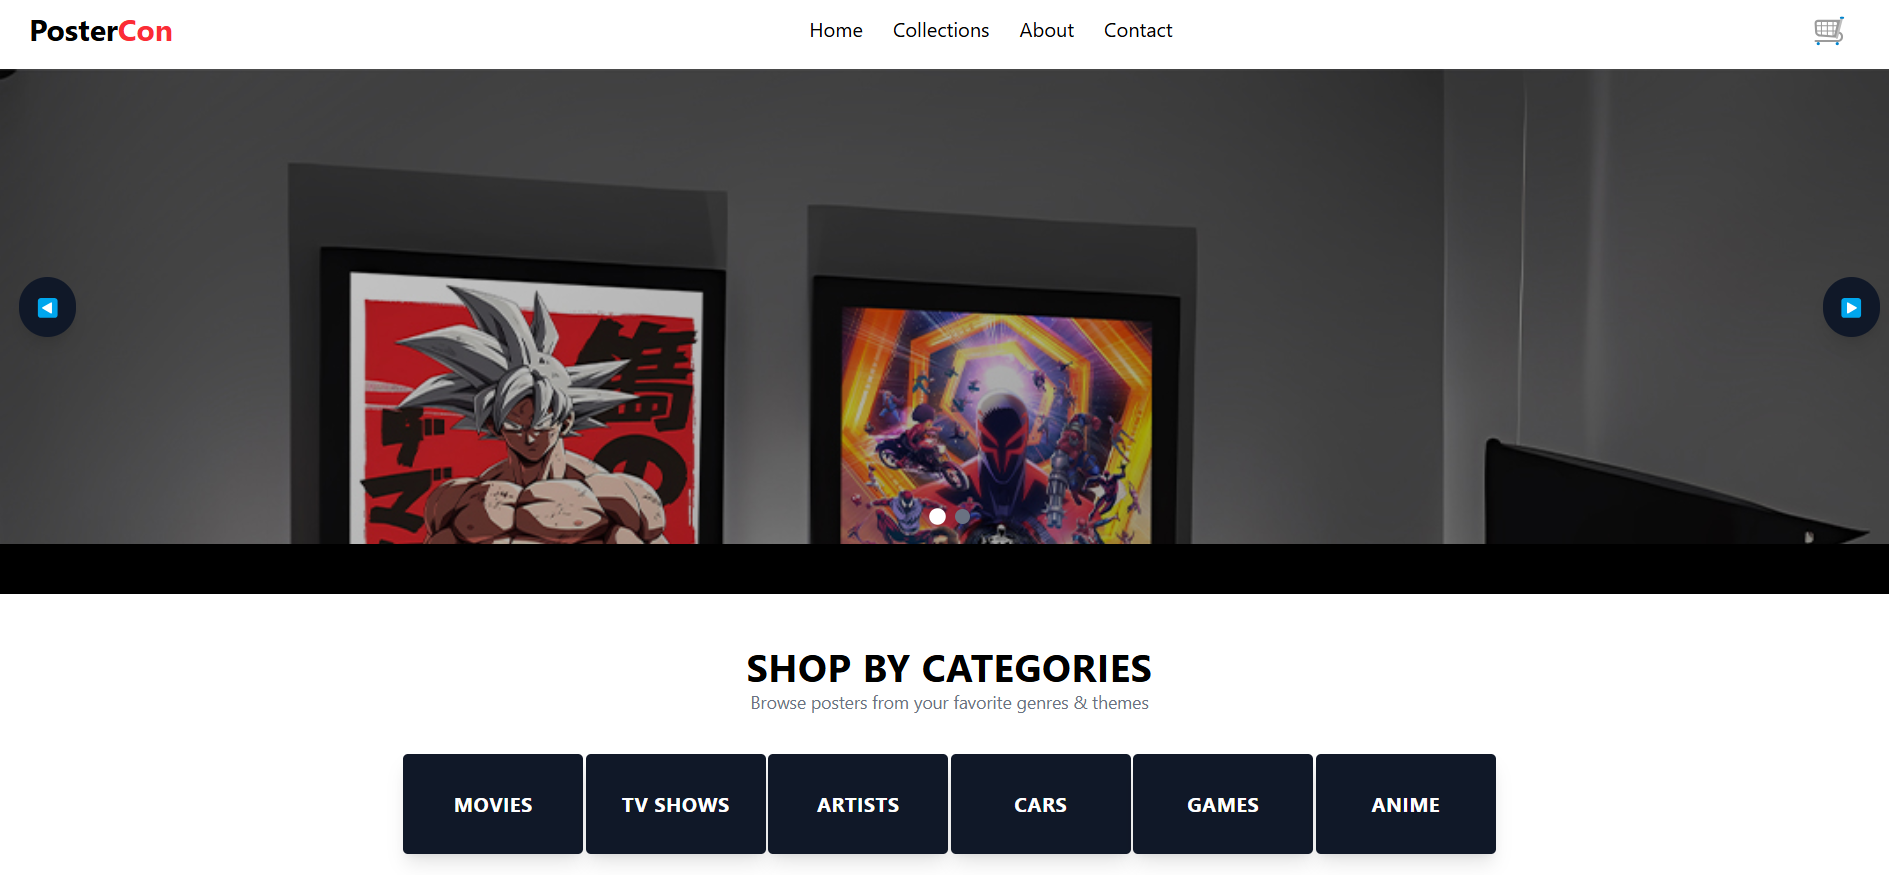 PosterCon
Home Collections About Contact
SHOP BY CATEGORIES
Browse posters from your favorite genres & themes
MOVIES TV SHOWS ARTISTS CARS GAMES ANIME